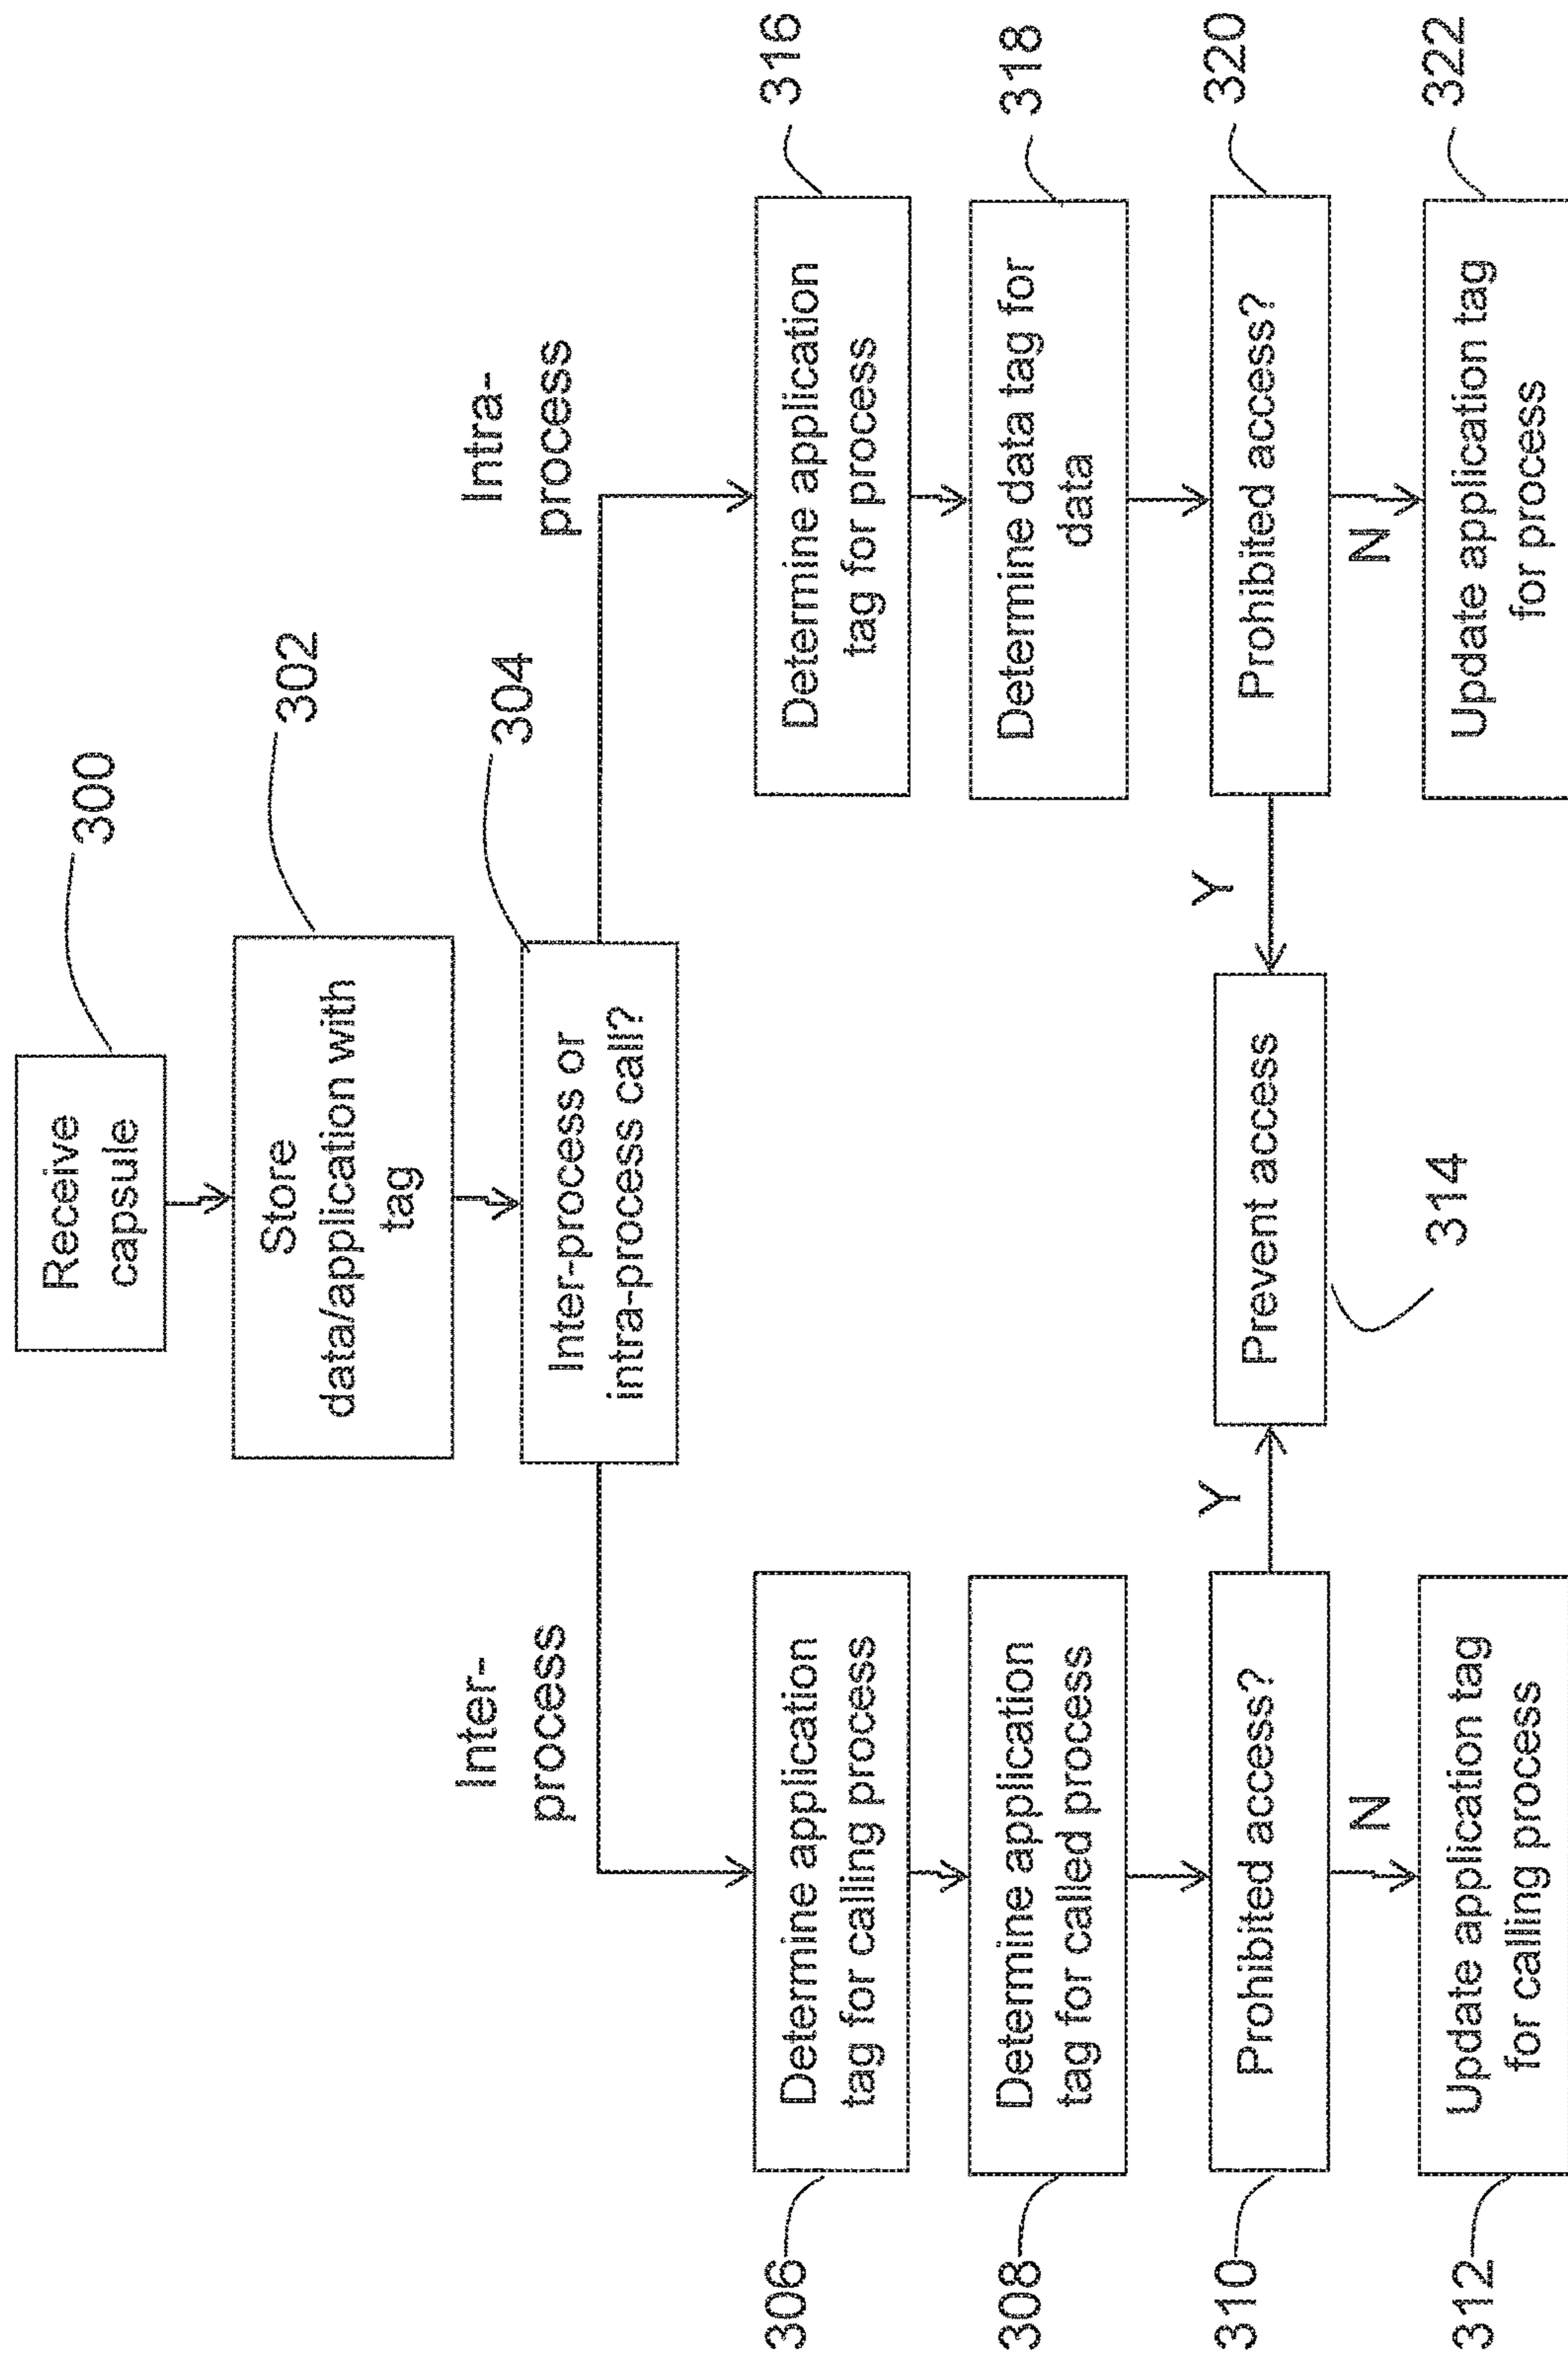 Receive
capsule
300
Store
data/application with
tag
302
Inter-process or
intra-process call?
304
Inter-
process
Intra-
process
306
Determine application
tag for calling process
Determine application
tag for process
316
308
Determine application
tag for called process
Determine data tag for
data
318
310
Prohibited access?
Y
Prevent access
314
Y
Prohibited access?
320
N
N
312
Update application tag
for calling process
Update application tag
for process
322